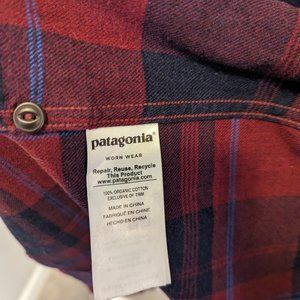 patagonia®
WORN WEAR
Repair, Reuse, Recycle
This Product
www.patagonia.com
100% ORGANIC COTTON
EXCLUSIVE OF TRIM
MADE IN CHINA
FABRIQUÉ EN CHINE
HECHO EN CHINA